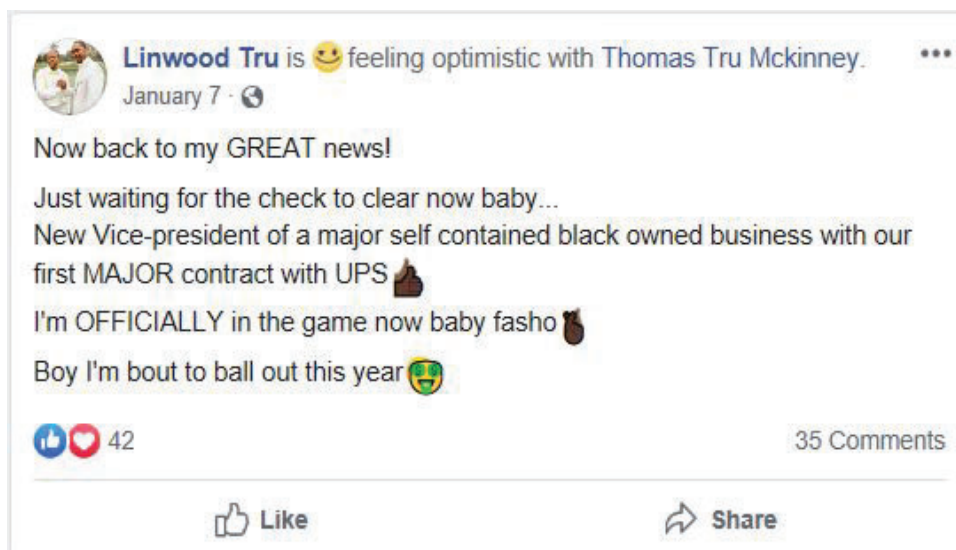 Linwood Tru is 😀 feeling optimistic with Thomas Tru Mckinney.
January 7 ·
Now back to my GREAT news!
Just waiting for the check to clear now baby...
New Vice-president of a major self contained black owned business with our
first MAJOR contract with UPS👍🏿
I'm OFFICIALLY in the game now baby fasho🤞🏿
Boy I'm bout to ball out this year🤑
42
35 Comments
Like
Share